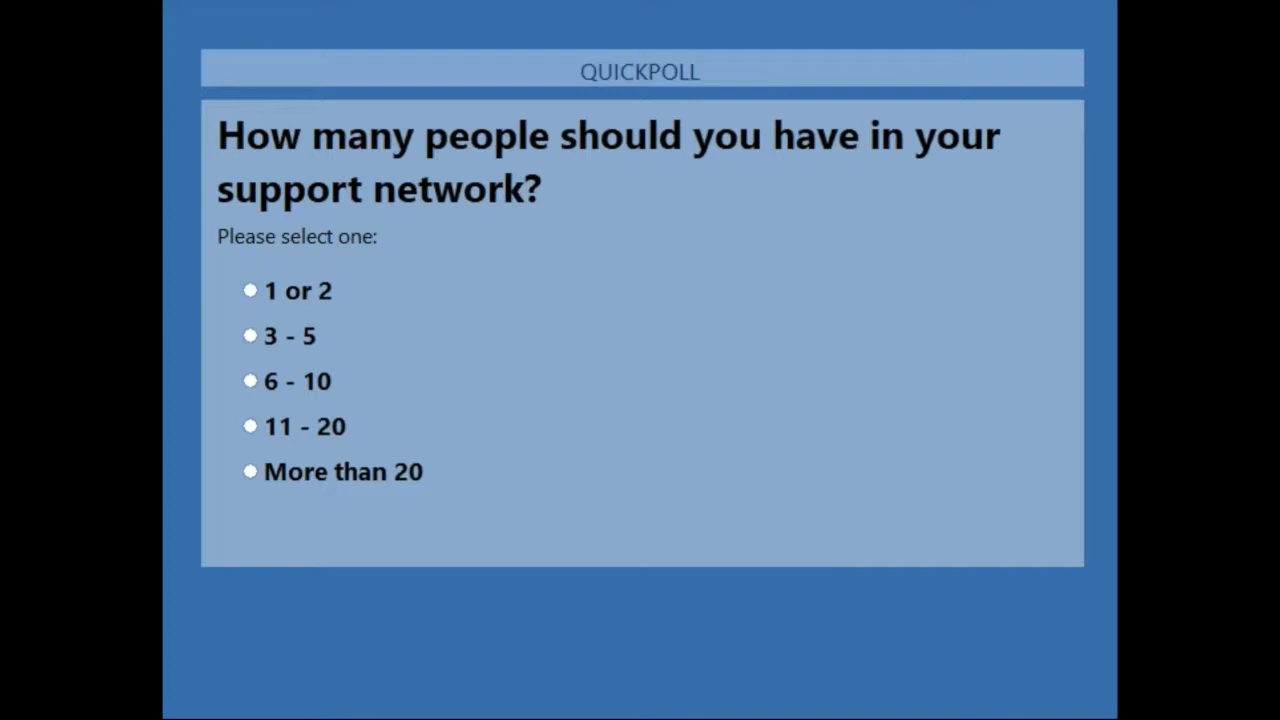 QUICKPOLL
How many people should you have in your
support network?
Please select one:
1 or 2
3 - 5
6 - 10
11 - 20
More than 20